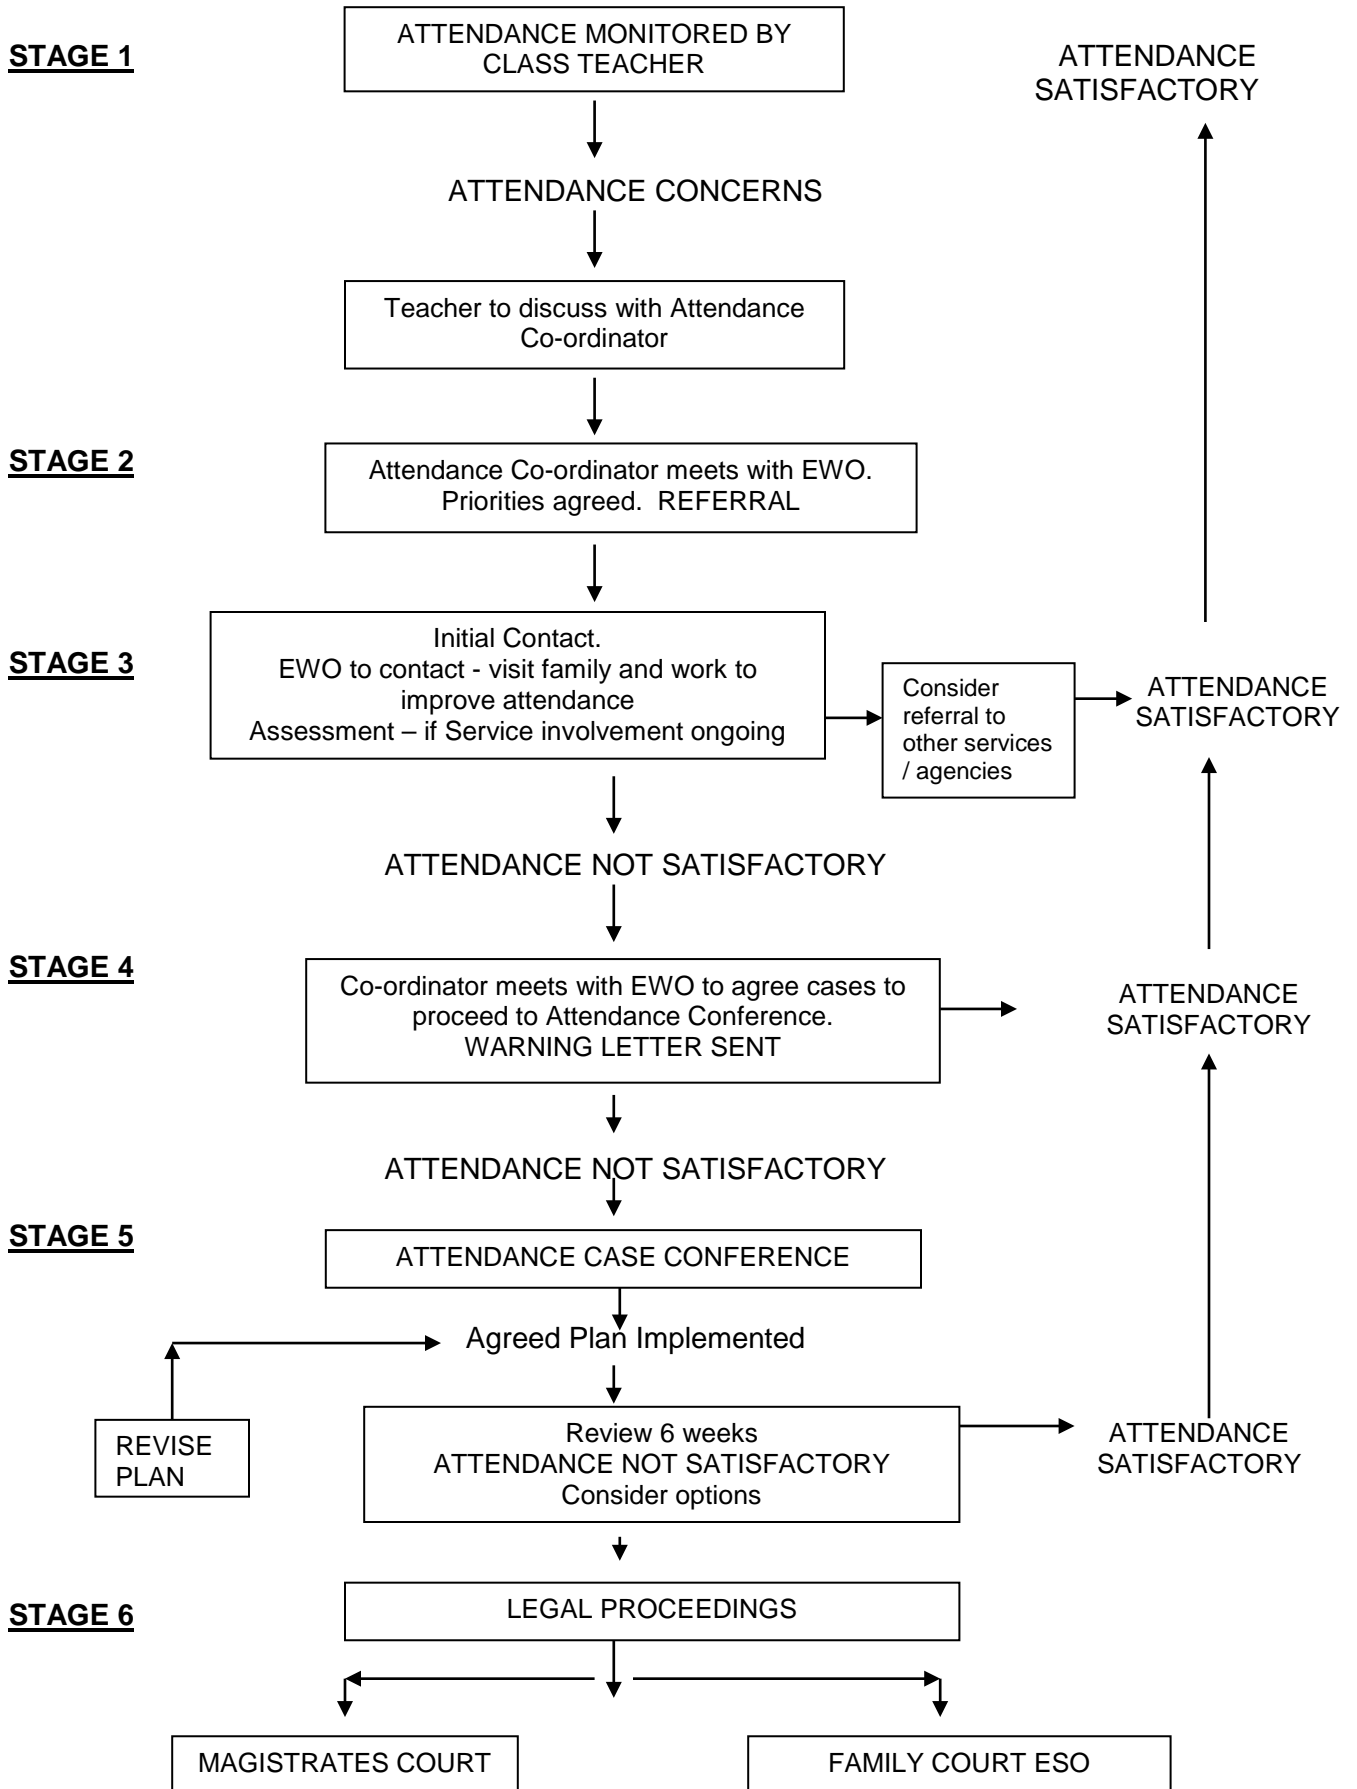 STAGE 1
ATTENDANCE MONITORED BY
CLASS TEACHER
ATTENDANCE
SATISFACTORY
ATTENDANCE CONCERNS
Teacher to discuss with Attendance
Co-ordinator
STAGE 2
Attendance Co-ordinator meets with EWO.
Priorities agreed.  REFERRAL
STAGE 3
Initial Contact.
EWO to contact - visit family and work to
improve attendance
Assessment – if Service involvement ongoing
Consider
referral to
other services
/ agencies
ATTENDANCE
SATISFACTORY
ATTENDANCE NOT SATISFACTORY
STAGE 4
Co-ordinator meets with EWO to agree cases to
proceed to Attendance Conference.
WARNING LETTER SENT
ATTENDANCE
SATISFACTORY
ATTENDANCE NOT SATISFACTORY
STAGE 5
ATTENDANCE CASE CONFERENCE
Agreed Plan Implemented
REVISE
PLAN
Review 6 weeks
ATTENDANCE NOT SATISFACTORY
Consider options
ATTENDANCE
SATISFACTORY
STAGE 6
LEGAL PROCEEDINGS
MAGISTRATES COURT
FAMILY COURT ESO